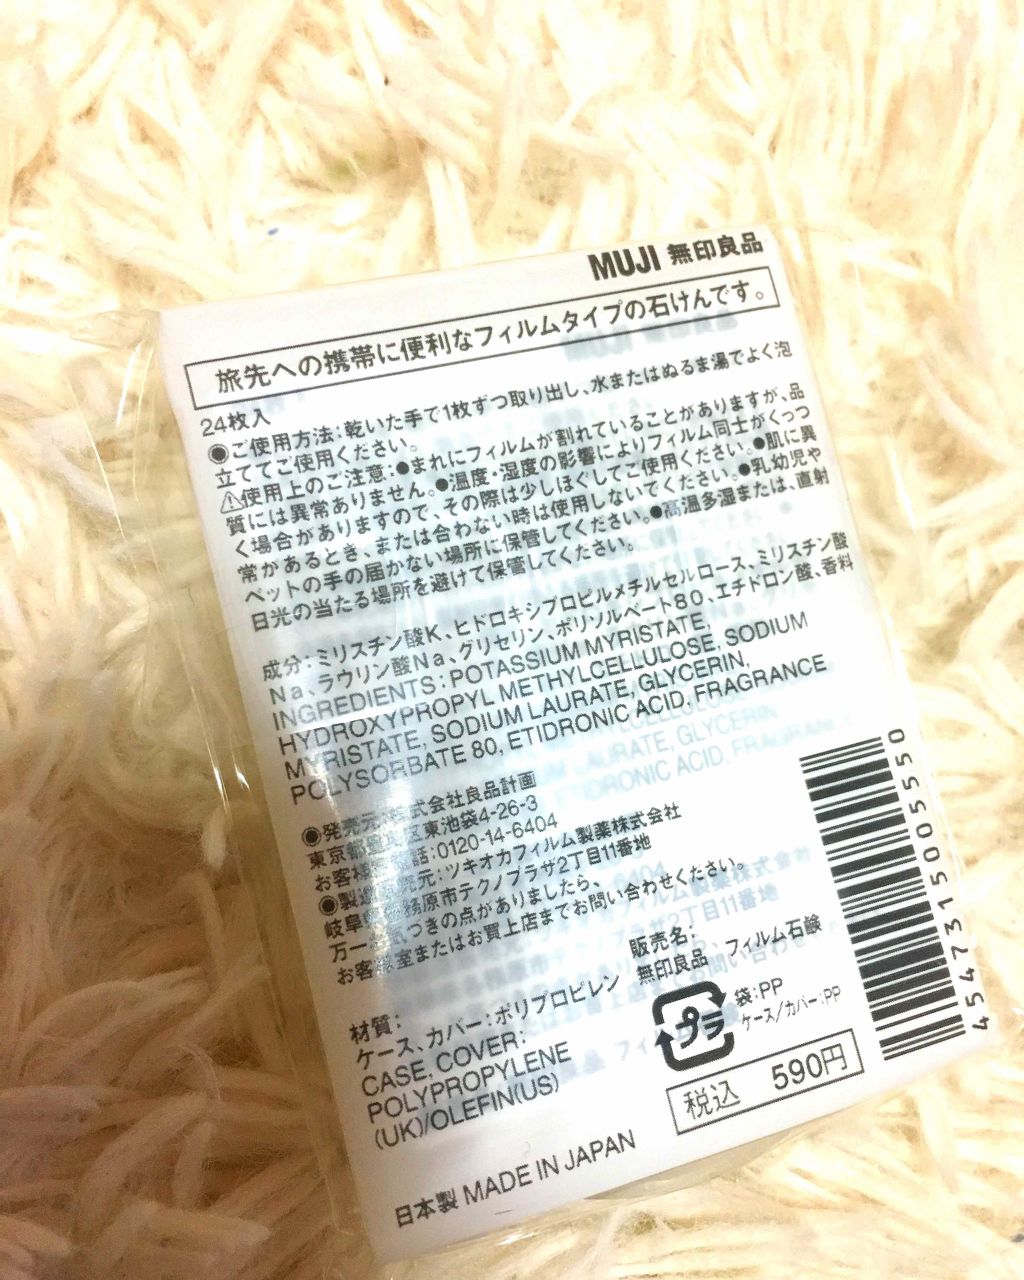 MUJI 無印良品
旅先への携帯に便利なフィルムタイプの石けんです。
24枚入
◉ご使用方法:乾いた手で1枚ずつ取り出し、水またはぬるま湯でよく泡
立ててご使用ください。
⚠使用上のご注意:●まれにフィルムが割れていることがありますが、品
質には異常ありません。●温度・湿度の影響によりフィルム同士がくっつ
く場合がありますので、その際は少しほぐしてご使用ください。●肌に異
常があるとき、または合わない時は使用しないでください。●乳幼児や
ペットの手の届かない場所に保管してください。●高温多湿または、直射
日光の当たる場所を避けて保管してください。
成分:ミリスチン酸K、ヒドロキシプロピルメチルセルロース、ミリスチン酸
Na、ラウリン酸Na、グリセリン、ポリソルベート80、エチドロン酸、香料
INGREDIENTS: POTASSIUM MYRISTATE,
HYDROXYPROPYL METHYLCELLULOSE, SODIUM
MYRISTATE, SODIUM LAURATE, GLYCERIN,
POLYSORBATE 80, ETIDRONIC ACID, FRAGRANCE
◉発売元 株式会社良品計画
東京都 区東池袋4-26-3
お客様 話:0120-14-6404
◉製造 元:ツキオカフィルム製薬株式会社
岐阜 務原市テクノプラザ2丁目11番地
万一 つきの点がありましたら、
お客様室またはお買上店までお問い合わせください。
販売名:
無印良品 フィルム石鹸
材質:
ケース、カバー:ポリプロピレン
CASE, COVER:
POLYPROPYLENE
(UK)/OLEFIN(US)
プラ
袋:PP
ケース/カバー:PP
税込 590円
日本製 MADE IN JAPAN
4547315005550